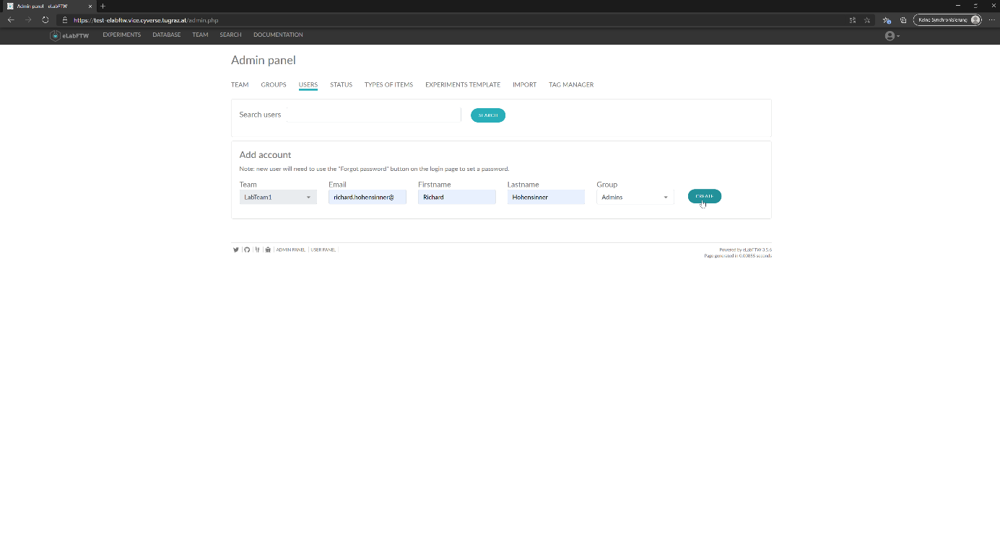 Admin panel - eLabFTW
https://test-elabftw.vice.cyverse.tugraz.at/admin.php
Keine Synchronisierung
eLabFTW EXPERIMENTS DATABASE TEAM SEARCH DOCUMENTATION
Admin panel
TEAM GROUPS USERS STATUS TYPES OF ITEMS EXPERIMENTS TEMPLATE IMPORT TAG MANAGER
Search users SEARCH
Add account
Note: new user will need to use the "Forgot password" button on the login page to set a password.
Team Email Firstname Lastname Group
LabTeam1 richard.hohensinner@ Richard Hohensinner Admins CREATE
ADMIN PANEL USER PANEL
Powered by eLabFTW 3.5.6
Page generated in 0.00855 seconds